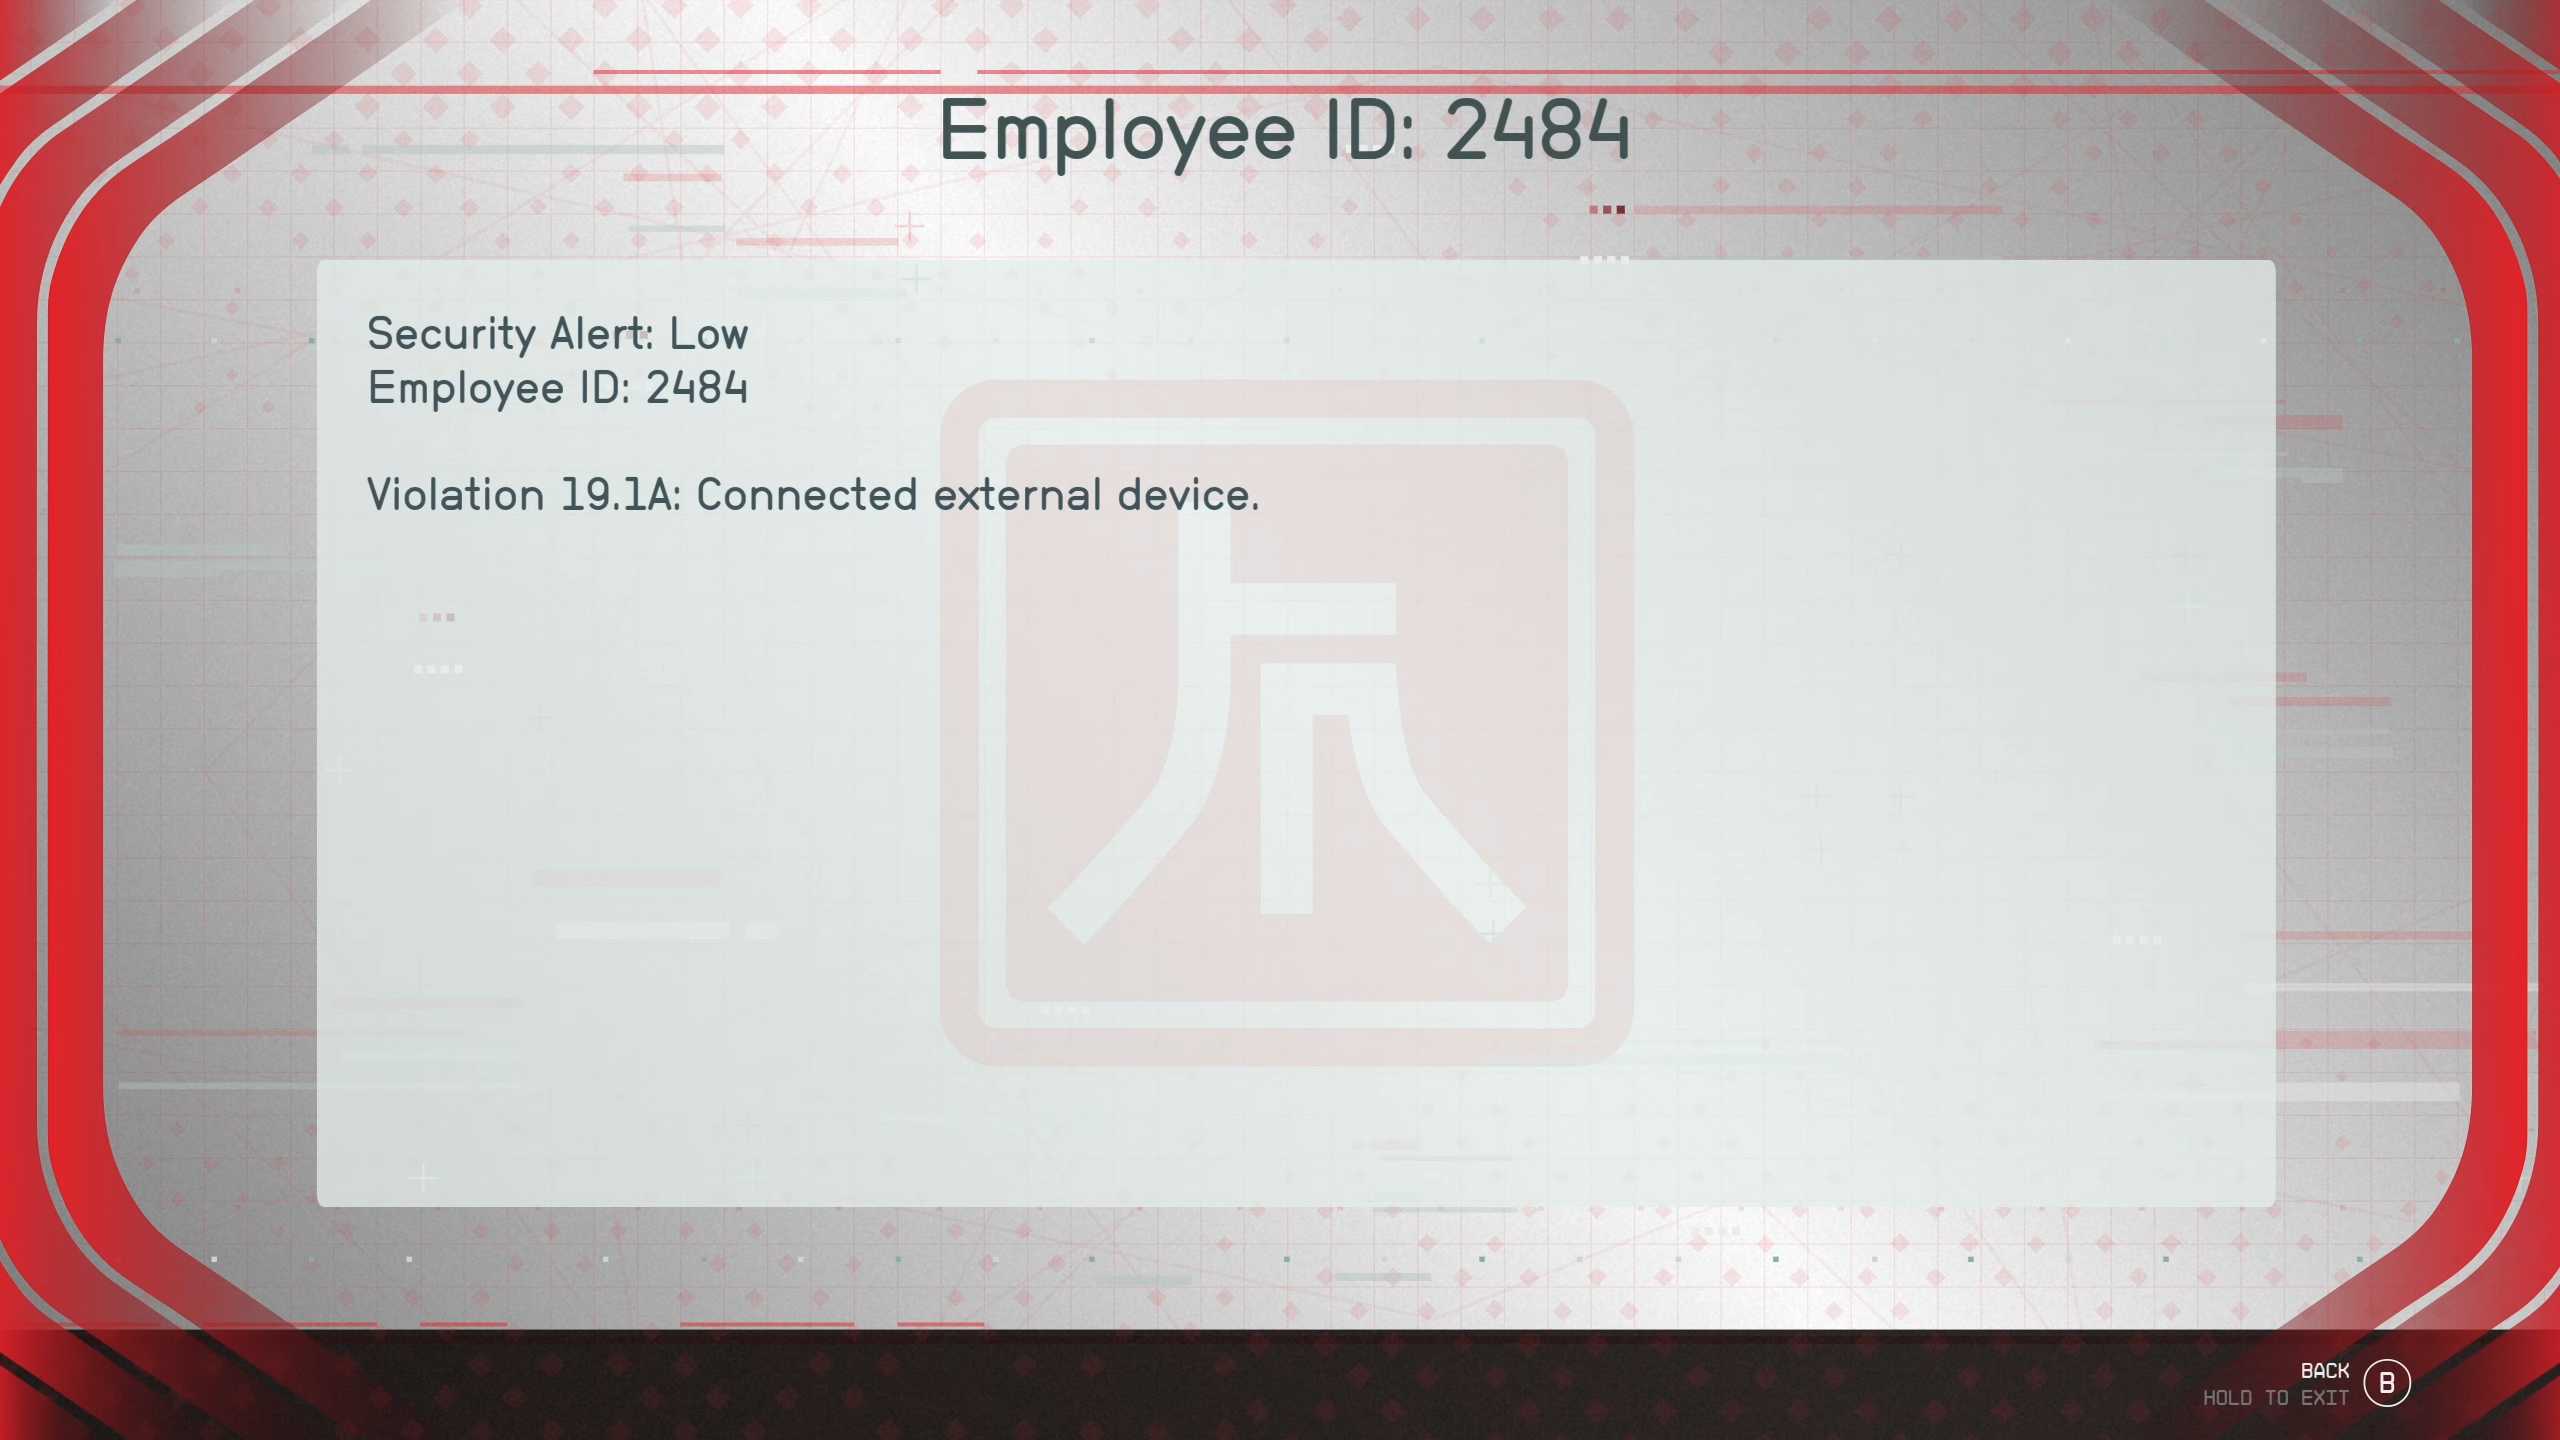 Employee ID: 2484
Security Alert: Low
Employee ID: 2484
Violation 19.1A: Connected external device.
BACK
HOLD TO EXIT
B